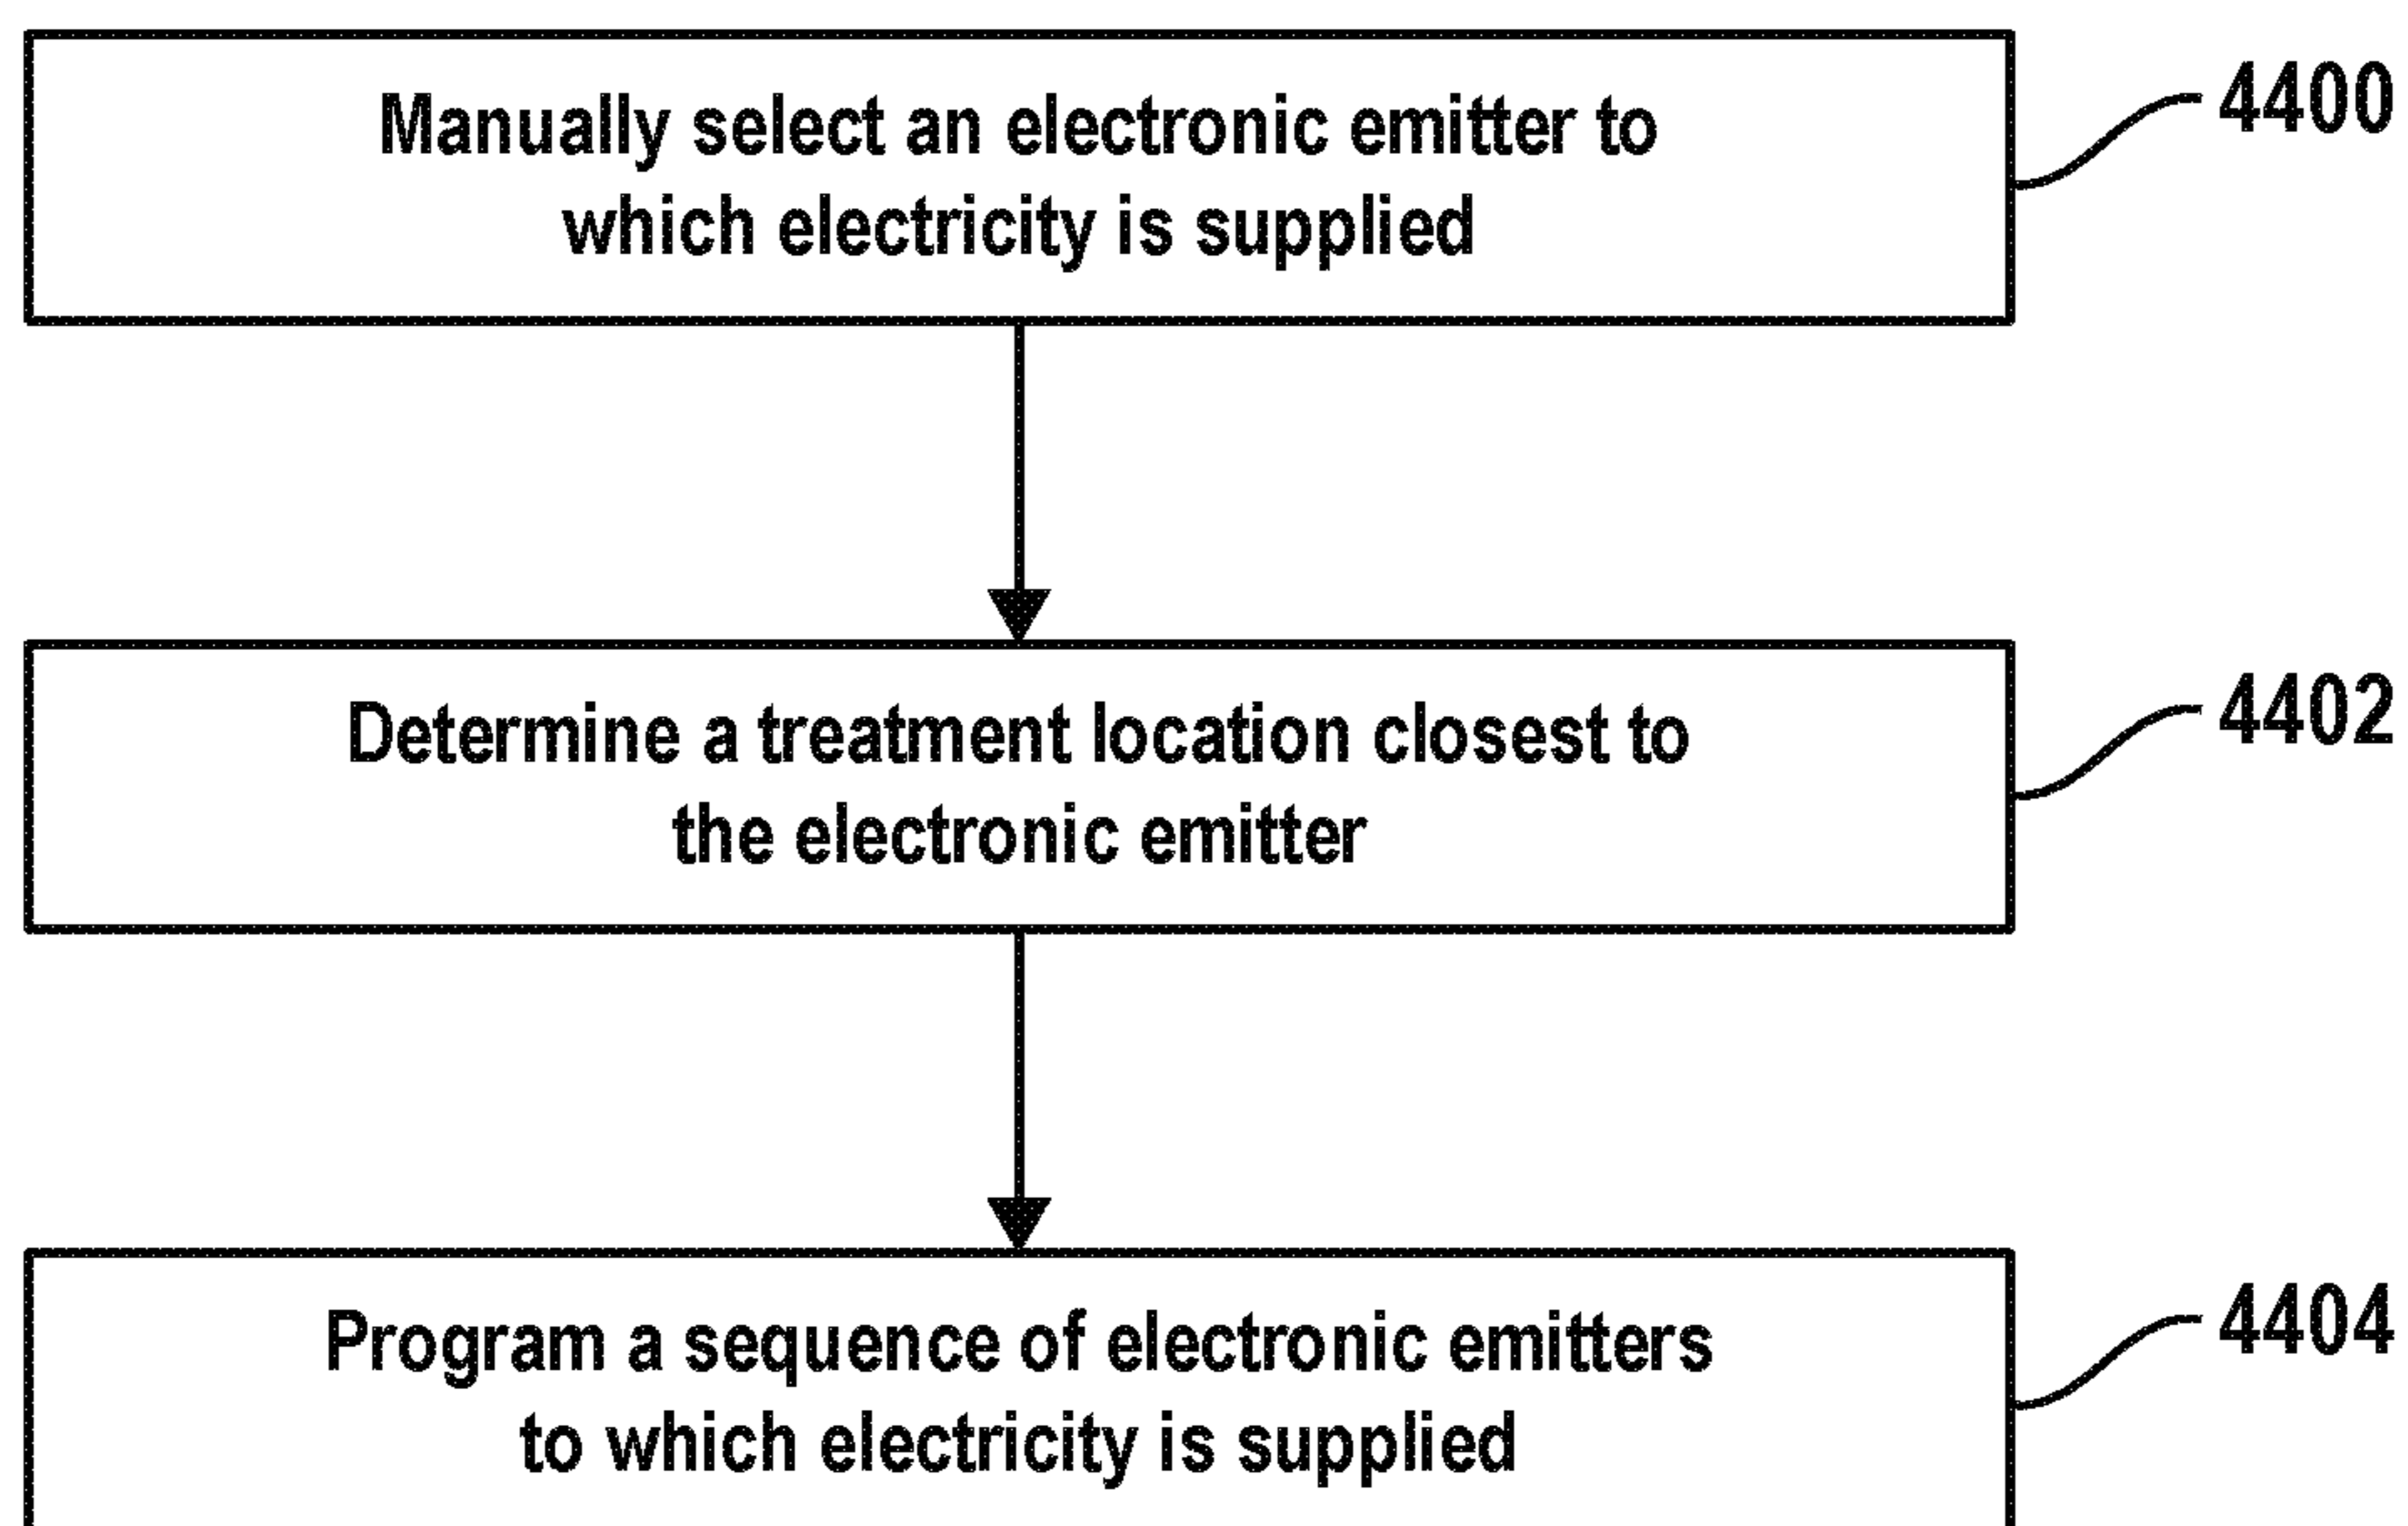 Manually select an electronic emitter to
which electricity is supplied
4400
Determine a treatment location closest to
the electronic emitter
4402
Program a sequence of electronic emitters
to which electricity is supplied
4404